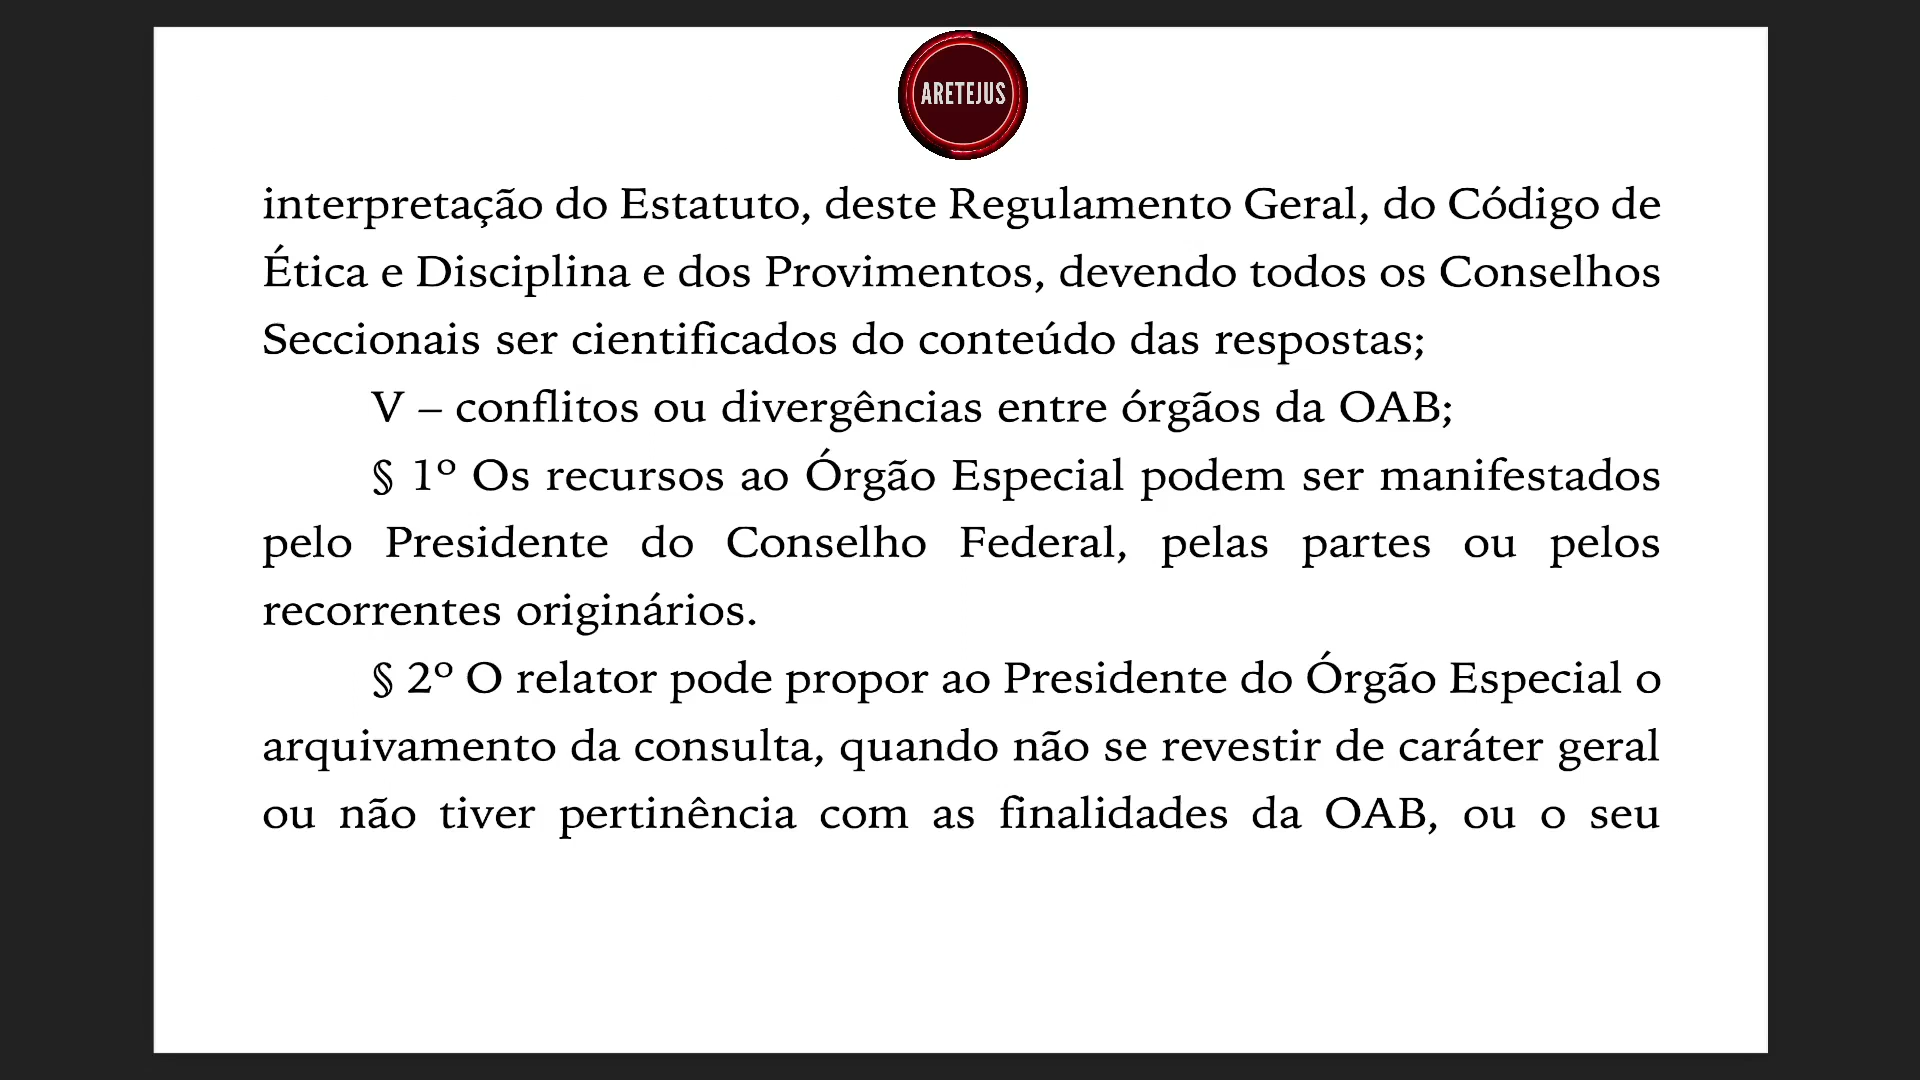 ARETEJUS
interpretação do Estatuto, deste Regulamento Geral, do Código de
Ética e Disciplina e dos Provimentos, devendo todos os Conselhos
Seccionais ser cientificados do conteúdo das respostas;
V – conflitos ou divergências entre órgãos da OAB;
§ 1º Os recursos ao Órgão Especial podem ser manifestados
pelo Presidente do Conselho Federal, pelas partes ou pelos
recorrentes originários.
§ 2º O relator pode propor ao Presidente do Órgão Especial o
arquivamento da consulta, quando não se revestir de caráter geral
ou não tiver pertinência com as finalidades da OAB, ou o seu